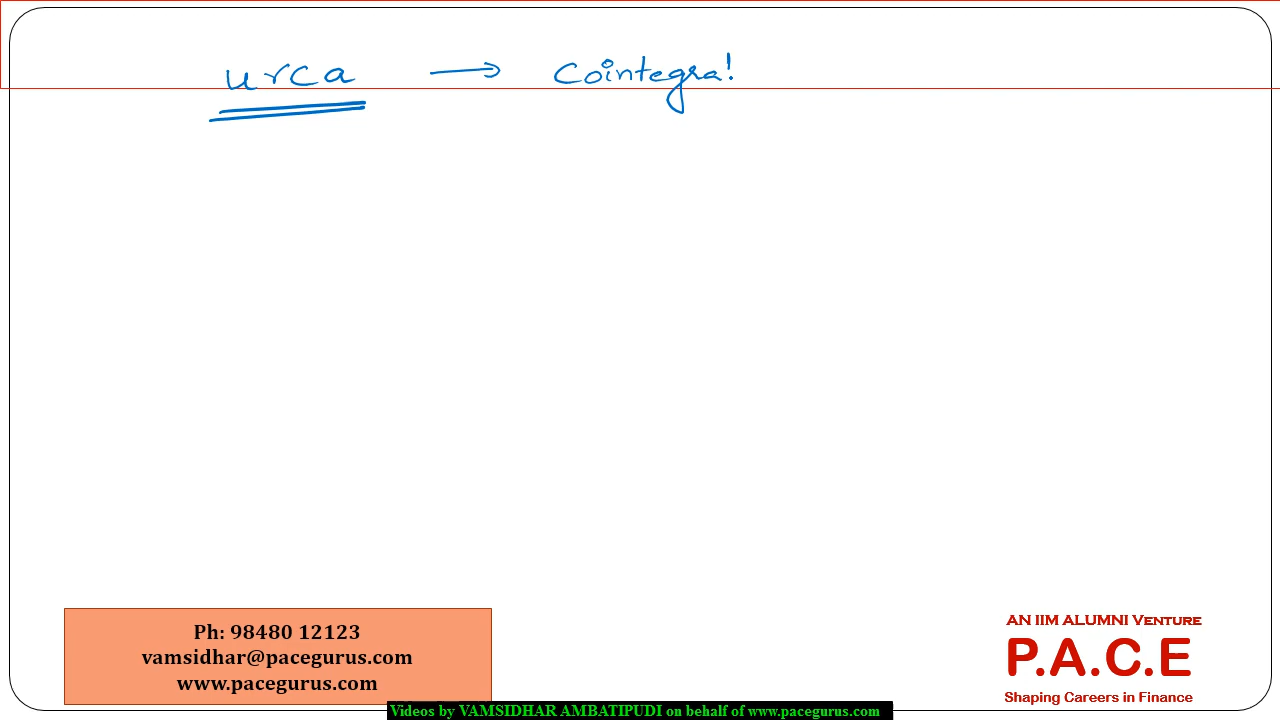 urca → Cointegra!
Ph: 98480 12123
vamsidhar@pacegurus.com
www.pacegurus.com
AN IIM ALUMNI VENTURE
P.A.C.E
Shaping Careers in Finance
Videos by VAMSIDHAR AMBATIPUDI on behalf of www.pacegurus.com